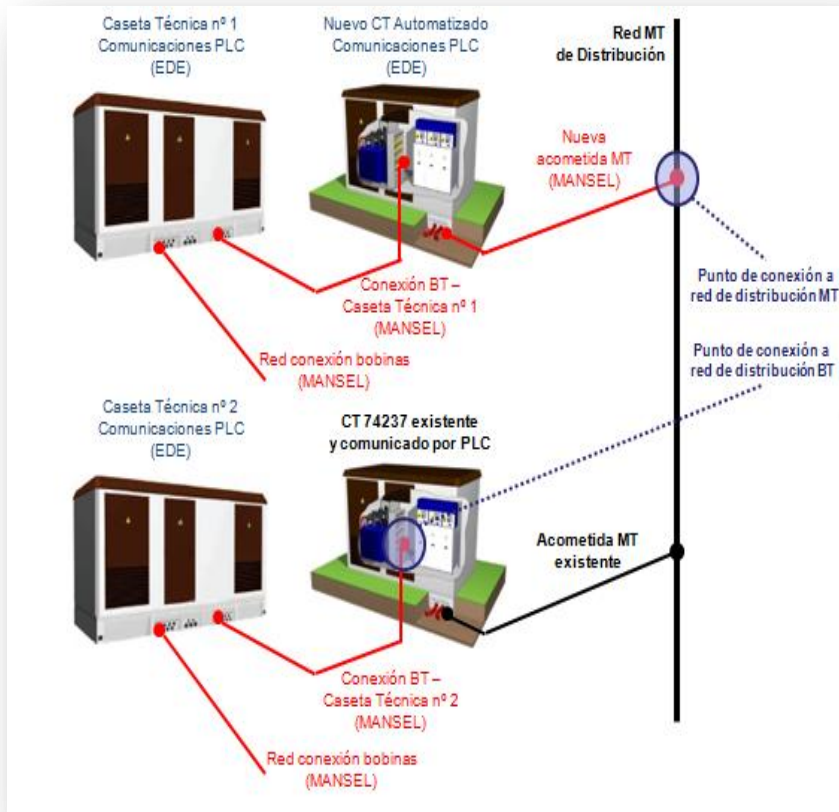 Caseta Técnica nº 1
Comunicaciones PLC
(EDE)
Nuevo CT Automatizado
Comunicaciones PLC
(EDE)
Red MT
de Distribución
Nueva
acometida MT
(MANSEL)
Punto de conexión a
red de distribución MT
Conexión BT –
Caseta Técnica nº 1
(MANSEL)
Red conexión bobinas
(MANSEL)
Punto de conexión a
red de distribución BT
Caseta Técnica nº 2
Comunicaciones PLC
(EDE)
CT 74237 existente
y comunicado por PLC
Acometida MT
existente
Conexión BT –
Caseta Técnica nº 2
(MANSEL)
Red conexión bobinas
(MANSEL)